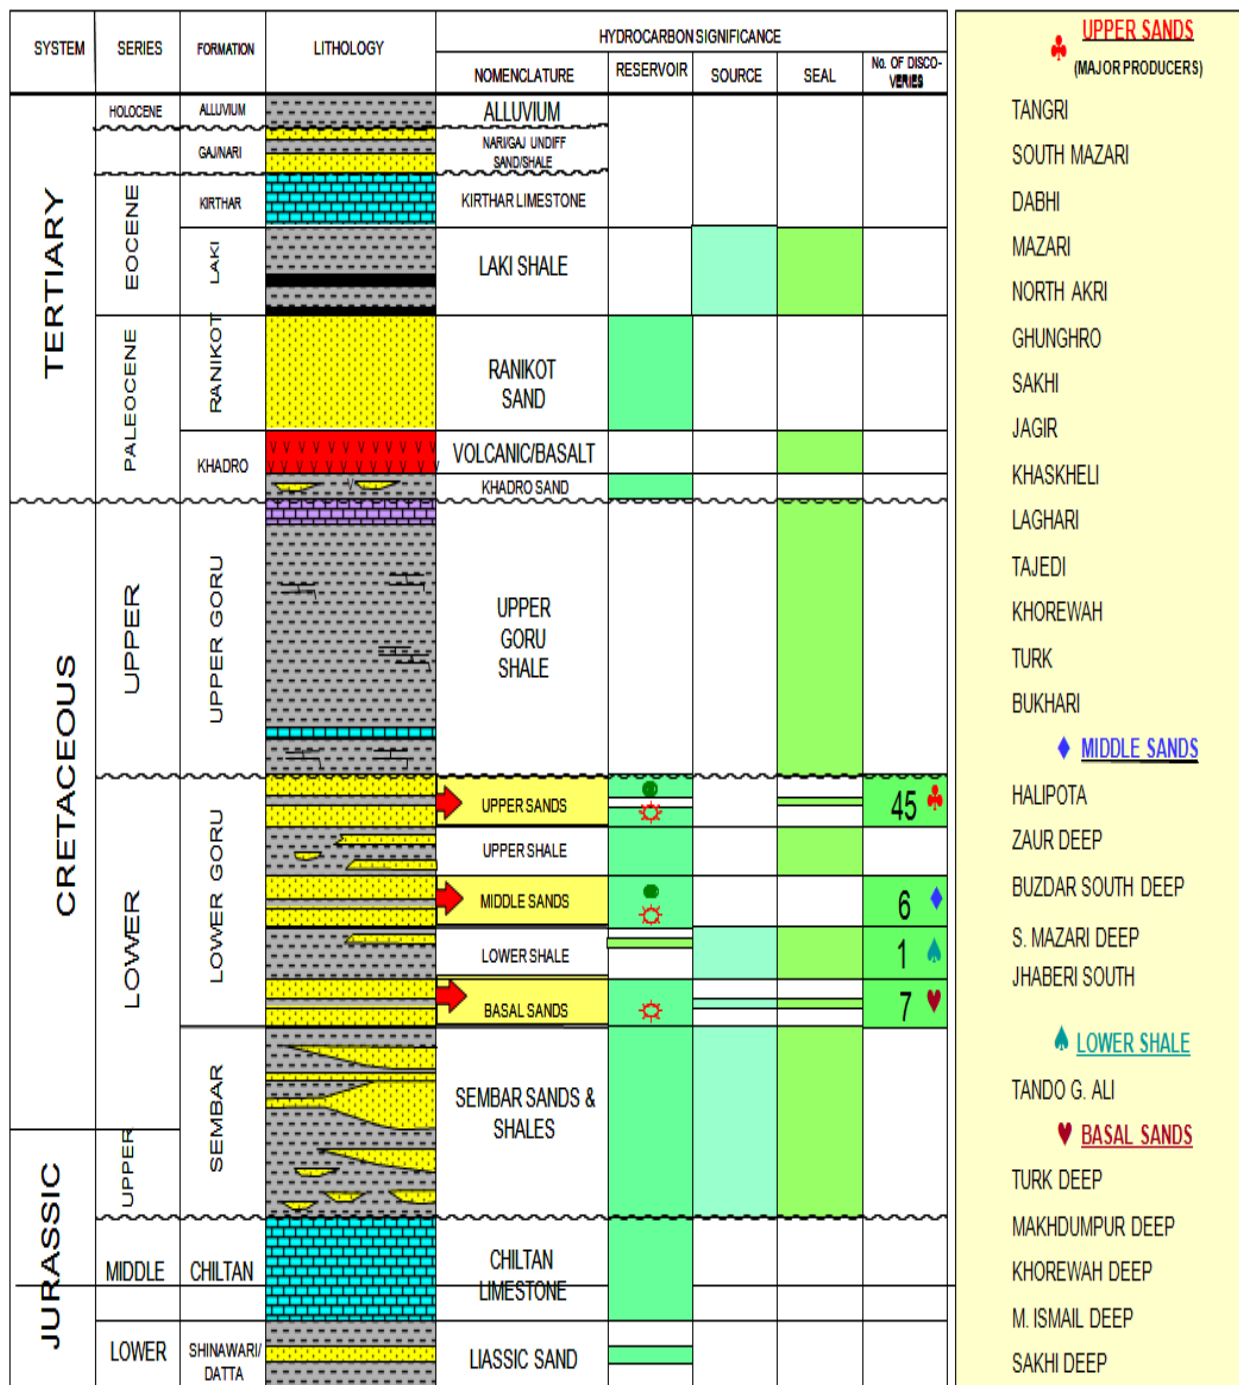 SYSTEM
SERIES
FORMATION
LITHOLOGY
HYDROCARBON SIGNIFICANCE
NOMENCLATURE
RESERVOIR
SOURCE
SEAL
No. OF DISCO-
VERIES
TERTIARY
HOLOCENE
ALLUVIUM
ALLUVIUM
GAJ/NARI
NARI/GAJ UNDIFF
SAND/SHALE
EOCENE
KIRTHAR
KIRTHAR LIMESTONE
LAKI
LAKI SHALE
PALEOCENE
RANIKOT
RANIKOT
SAND
KHADRO
VOLCANIC/BASALT
KHADRO SAND
CRETACEOUS
UPPER
UPPER GORU
UPPER
GORU
SHALE
LOWER
LOWER GORU
UPPER SANDS
45
UPPER SHALE
MIDDLE SANDS
6
LOWER SHALE
1
BASAL SANDS
7
SEMBAR
SEMBAR SANDS &
SHALES
JURASSIC
UPPER
MIDDLE
CHILTAN
CHILTAN
LIMESTONE
LOWER
SHINAWARI/
DATTA
LIASSIC SAND
UPPER SANDS
(MAJOR PRODUCERS)
TANGRI
SOUTH MAZARI
DABHI
MAZARI
NORTH AKRI
GHUNGHRO
SAKHI
JAGIR
KHASKHELI
LAGHARI
TAJEDI
KHOREWAH
TURK
BUKHARI
MIDDLE SANDS
HALIPOTA
ZAUR DEEP
BUZDAR SOUTH DEEP
S. MAZARI DEEP
JHABERI SOUTH
LOWER SHALE
TANDO G. ALI
BASAL SANDS
TURK DEEP
MAKHDUMPUR DEEP
KHOREWAH DEEP
M. ISMAIL DEEP
SAKHI DEEP